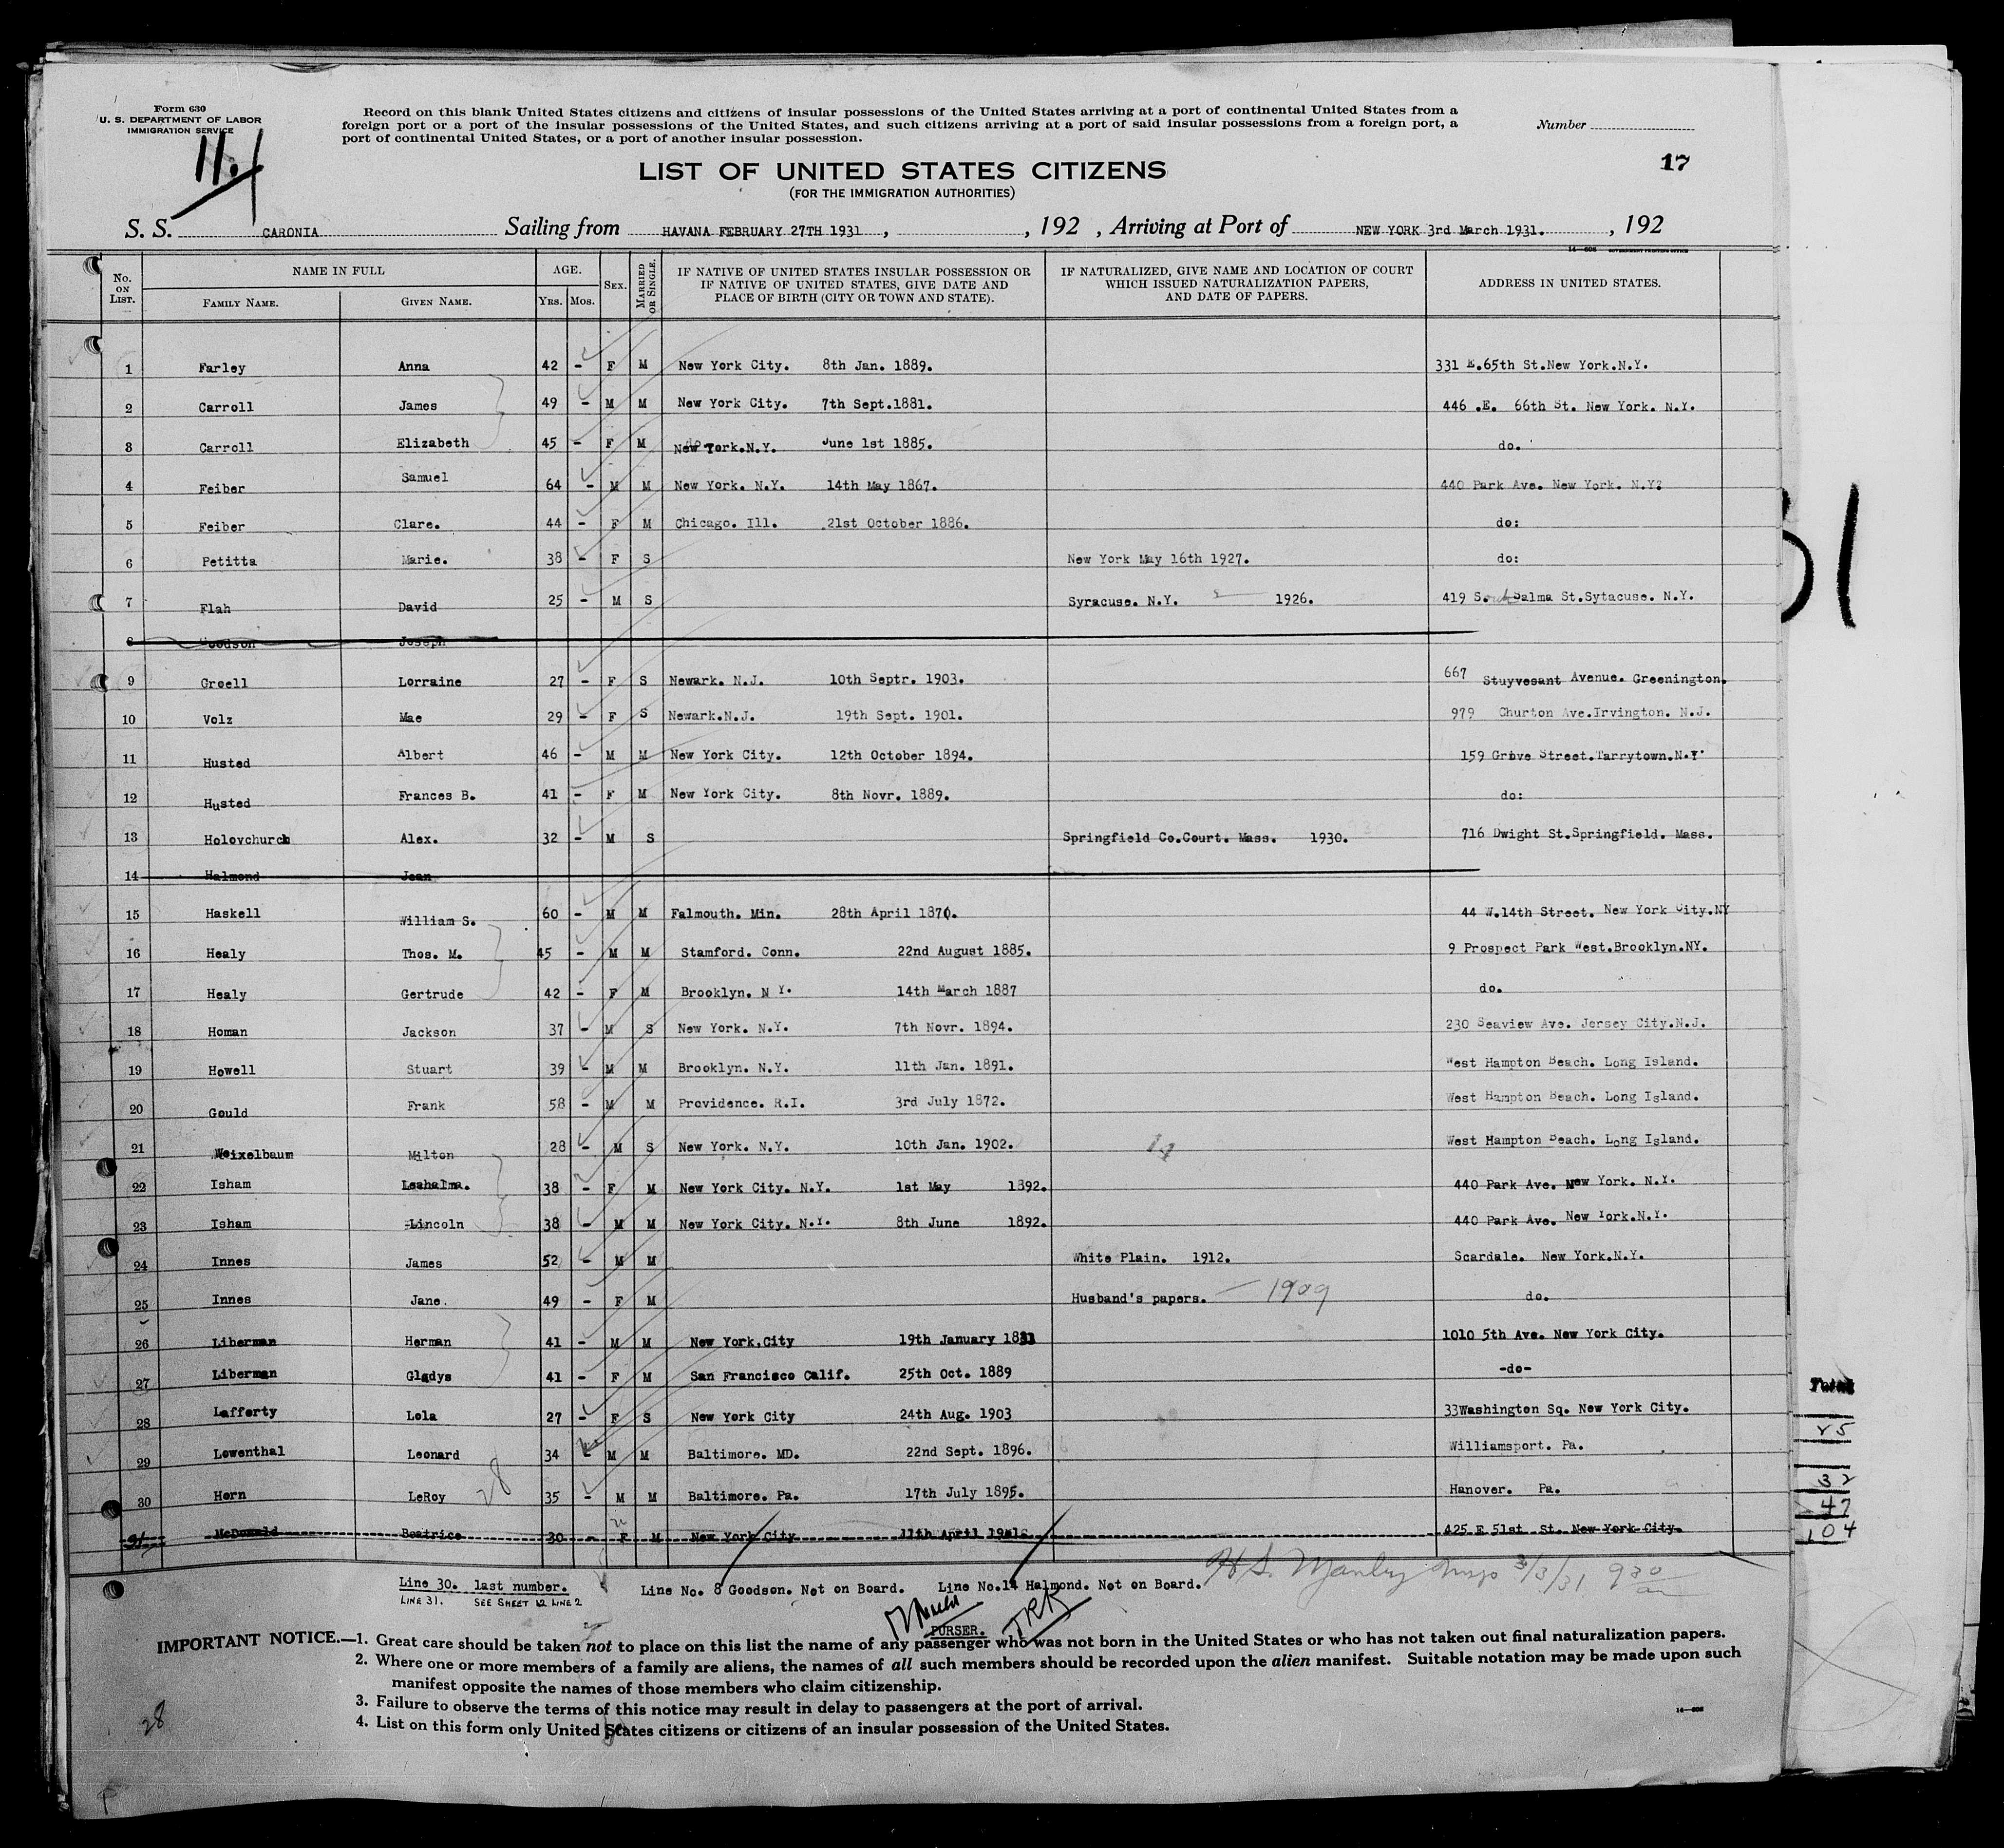 Form 630
U. S. DEPARTMENT OF LABOR
IMMIGRATION SERVICE
Record on this blank United States citizens and citizens of insular possessions of the United States arriving at a port of continental United States from a
foreign port or a port of the insular possessions of the United States, and such citizens arriving at a port of said insular possessions from a foreign port, a
port of continental United States, or a port of another insular possession.
Number
17
LIST OF UNITED STATES CITIZENS
(FOR THE IMMIGRATION AUTHORITIES)
S. S. CARONIA Sailing from HAVANA FEBRUARY 27TH 1931 , , 192 , Arriving at Port of NEW YORK 3rd March 1931. , 192
No. ON LIST. NAME IN FULL FAMILY NAME. GIVEN NAME. AGE. Yrs. Mos. SEX. MARRIED OR SINGLE. IF NATIVE OF UNITED STATES INSULAR POSSESSION OR IF NATIVE OF UNITED STATES, GIVE DATE AND PLACE OF BIRTH (CITY OR TOWN AND STATE). IF NATURALIZED, GIVE NAME AND LOCATION OF COURT WHICH ISSUED NATURALIZATION PAPERS, AND DATE OF PAPERS. ADDRESS IN UNITED STATES.
1 Farley Anna 42 - F M New York City. 8th Jan. 1889. 331 E.65th St.New York.N.Y.
2 Carroll James 49 - M M New York City. 7th Sept.1881. 446 .E. 66th St. New York. N.Y.
3 Carroll Elizabeth 45 - F M New York.N.Y. June 1st 1885. do.
4 Feiber Samuel 64 - M M New York. N.Y. 14th May 1867. 440 Park Ave. New York. N.Y?
5 Feiber Clare. 44 - F M Chicago. Ill. 21st October 1886. do:
6 Petitta Marie. 38 - F S New York May 16th 1927. do:
7 Flah David 25 - M S Syracuse. N.Y. 1926. 419 S. Salma St.Sytacuse. N.Y.
8 Goodson Joseph
9 Groell Lorraine 27 - F S Newark. N.J. 10th Septr. 1903. 667 Stuyvesant Avenue. Greenington.
10 Volz Mae 29 - F S Newark.N.J. 19th Sept. 1901. 979 Churton Ave.Irvington. N.J.
11 Husted Albert 46 - M M New York City. 12th October 1894. 159 Grove Street.Tarrytown.N.Y
12 Husted Frances B. 41 - F M New York City. 8th Novr. 1889. do:
13 Holovchurch Alex. 32 - M S Springfield Co.Court. Mass. 1930. 716 Dwight St.Springfield. Mass.
14 Halmond Jean
15 Haskell William S. 60 - M M Falmouth. Min. 28th April 1870. 44 W.14th Street. New York City.NY
16 Healy Thos. M. 45 - M M Stamford. Conn. 22nd August 1885. 9 Prospect Park West.Brooklyn.NY.
17 Healy Gertrude 42 - F M Brooklyn. N Y. 14th March 1887 do.
18 Homan Jackson 37 - M S New York. N.Y. 7th Novr. 1894. 230 Seaview Ave. Jersey City.N.J.
19 Howell Stuart 39 - M M Brooklyn. N.Y. 11th Jan. 1891. West Hampton Beach. Long Island.
20 Gould Frank 58 - M M Providence. R.I. 3rd July 1872. West Hampton Beach. Long Island.
21 Weixelbaum Milton 28 - M S New York. N.Y. 10th Jan. 1902. West Hampton Beach. Long Island.
22 Isham 38 - F M New York City. N.Y. 1st May 1892. 440 Park Ave. New York. N.Y.
23 Isham Lincoln 38 - M M New York City. N.Y. 8th June 1892. 440 Park Ave. New York.N.Y.
24 Innes James 52 - M M White Plain. 1912. Scardale. New York.N.Y.
25 Innes Jane. 49 - F M Husband's papers. - 1909 do.
26 Liberman Herman 41 - M M New York.City 19th January Ave. 1010 5th Ave. New York City.
27 Liberman Gladys 41 - F M San Francisco Calif. 25th Oct. 1889 -do-
28 Lafferty Lola 27 - F S New York City 24th Aug. 1903 33Washington Sq. New York City.
29 Lowenthal Leonard 34 - M M Baltimore. MD. 22nd Sept. 1896. Williamsport. Pa.
30 Horn LeRoy 35 - M M Baltimore. Pa. 17th July 1895. Hanover. Pa.
31 McDonald Beatrice 30 - F M New York City 11th April 425 E 51st St. New York City.
Line 30. last number. Line No. 8 Goodson. Not on Board. Line No.14 Halmond. Not on Board. H.S. Manley 3/3/31 9 30 am
LINE 31. SEE SHEET 12 LINE 2
PURSER.
IMPORTANT NOTICE.—1. Great care should be taken not to place on this list the name of any passenger who was not born in the United States or who has not taken out final naturalization papers.
2. Where one or more members of a family are aliens, the names of all such members should be recorded upon the alien manifest. Suitable notation may be made upon such
manifest opposite the names of those members who claim citizenship.
3. Failure to observe the terms of this notice may result in delay to passengers at the port of arrival.
4. List on this form only United States citizens or citizens of an insular possession of the United States.
28
Total
25
32
47
104